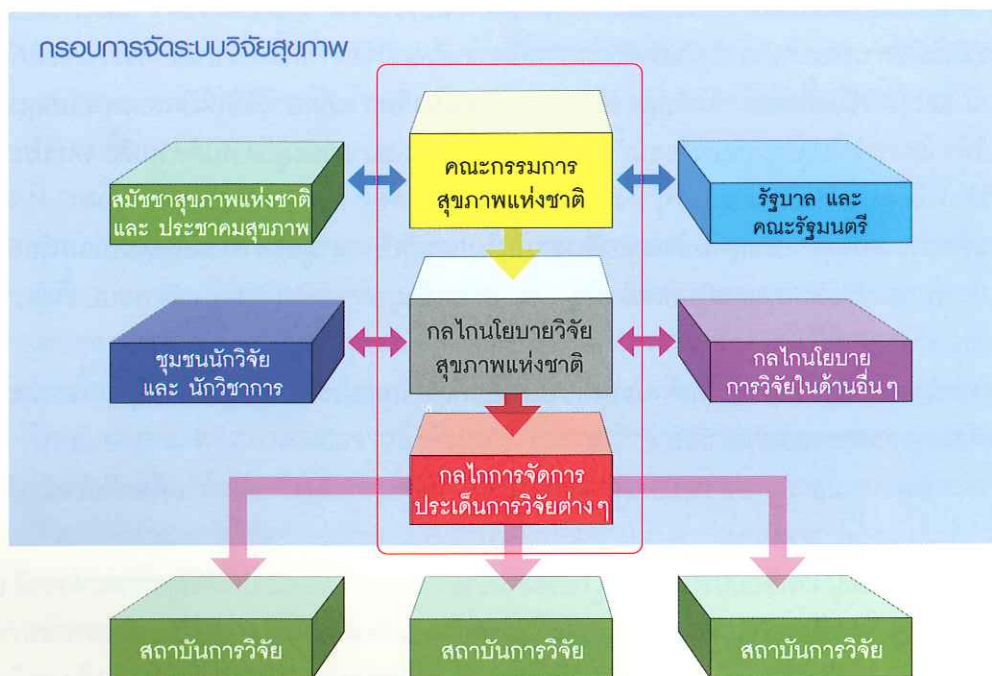 กรอบการจัดระบบวิจัยสุขภาพ
คณะกรรมการ
สุขภาพแห่งชาติ
สมัชชาสุขภาพแห่งชาติ
และ ประชาคมสุขภาพ
รัฐบาล และ
คณะรัฐมนตรี
กลไกนโยบายวิจัย
สุขภาพแห่งชาติ
ชุมชนนักวิจัย
และ นักวิชาการ
กลไกนโยบาย
การวิจัยในด้านอื่น ๆ
กลไกการจัดการ
ประเด็นการวิจัยต่าง ๆ
สถาบันการวิจัย
สถาบันการวิจัย
สถาบันการวิจัย